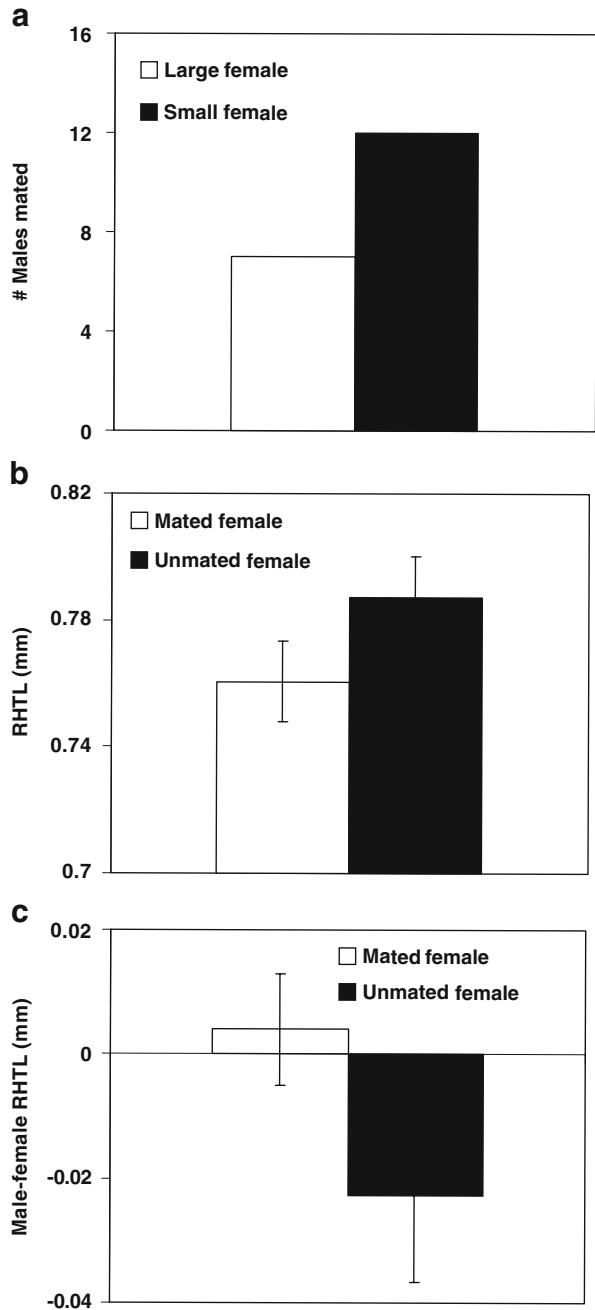 a
16
12
8
4
0
# Males mated
Large female
Small female
b
0.82
0.78
0.74
0.7
RHTL (mm)
Mated female
Unmated female
c
0.02
0
-0.02
-0.04
Male-female RHTL (mm)
Mated female
Unmated female